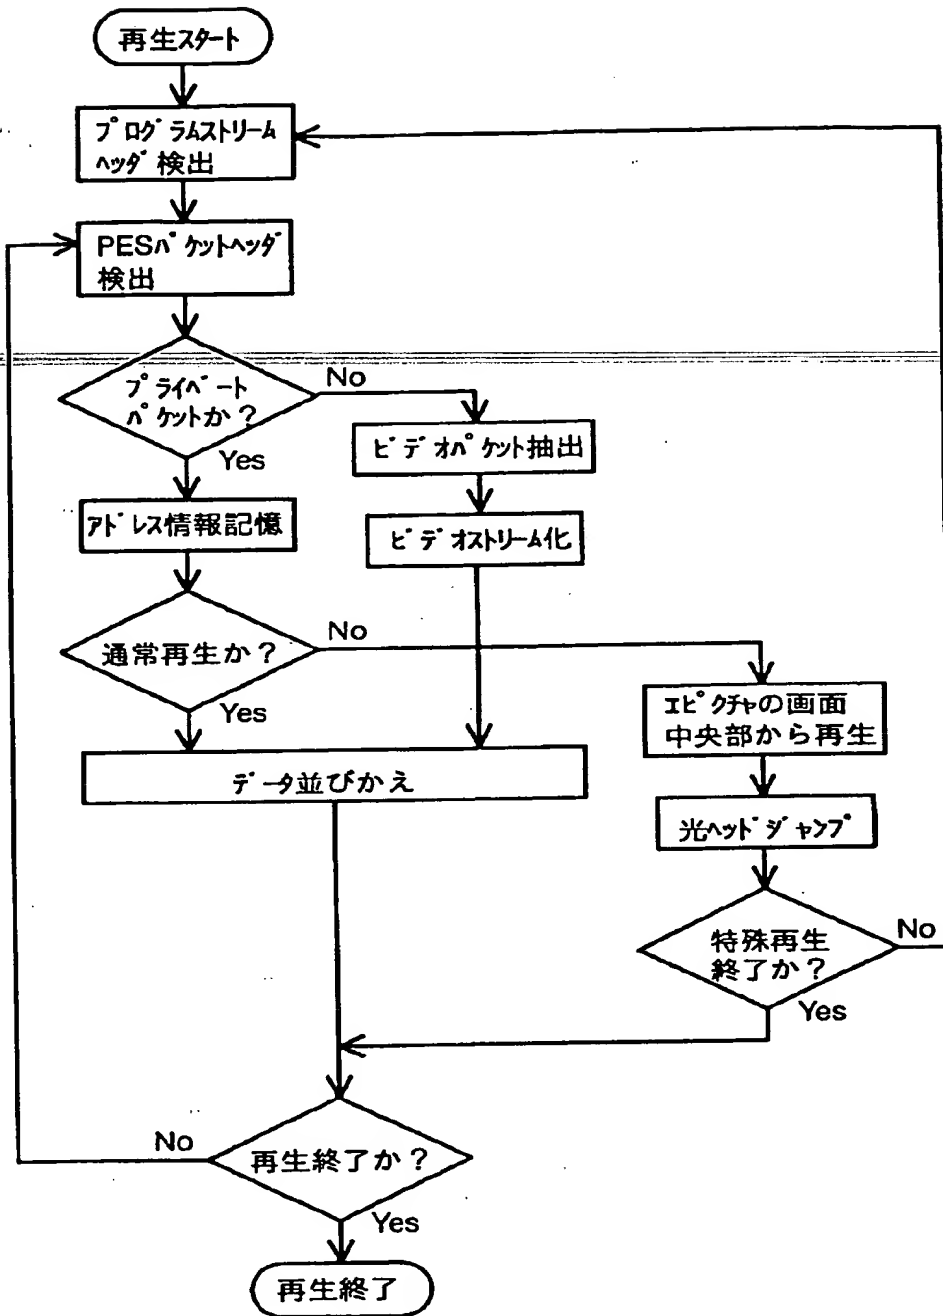 再生スタート
プログラムストリーム
ヘッダ検出
PESパケットヘッダ
検出
プライベート
パケットか?
No
Yes
ビデオパケット抽出
アドレス情報記憶
ビデオストリーム化
通常再生か?
No
Yes
エピクチャの画面
中央部から再生
データ並びかえ
光ヘッドジャンプ
特殊再生
終了か?
No
Yes
再生終了か?
No
Yes
再生終了